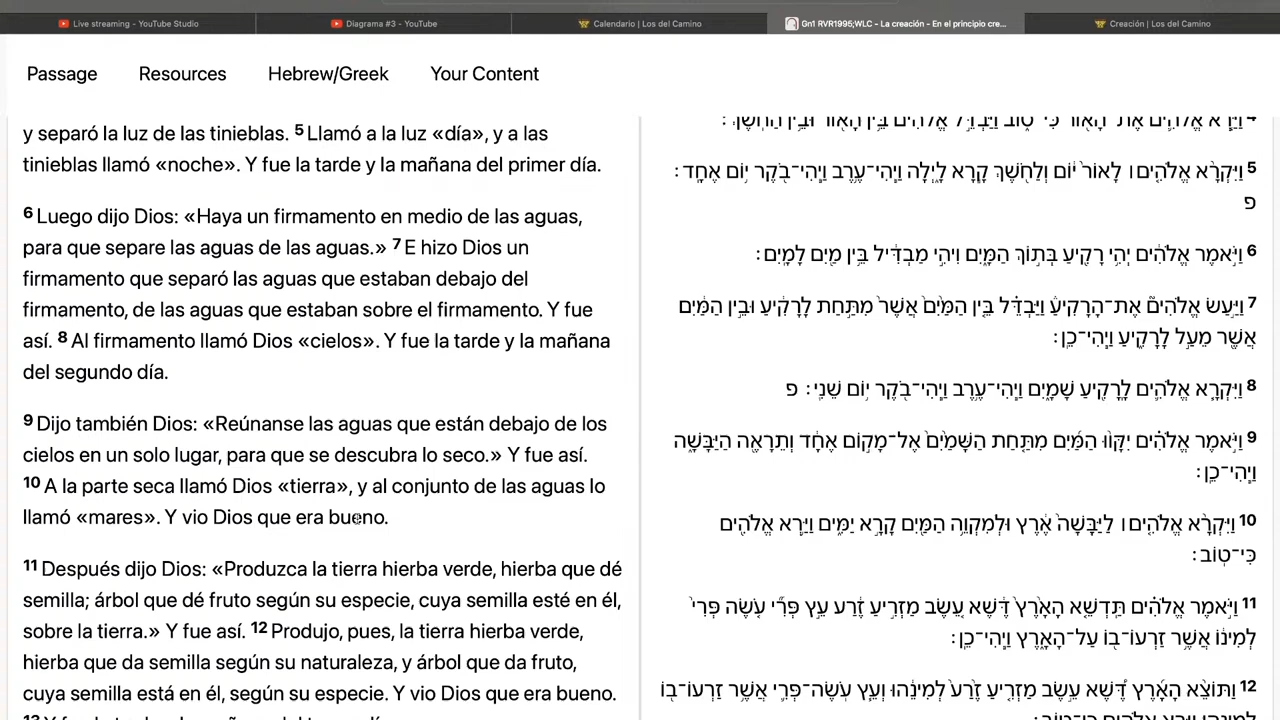 Live streaming - YouTube Studio
Diagrama #3 - YouTube
Calendario | Los del Camino
Gn1 RVR1995;WLC - La creación - En el principio cre...
Creación | Los del Camino
Passage
Resources
Hebrew/Greek
Your Content
y separó la luz de las tinieblas. 5 Llamó a la luz «día», y a las
tinieblas llamó «noche». Y fue la tarde y la mañana del primer día.
6 Luego dijo Dios: «Haya un firmamento en medio de las aguas,
para que separe las aguas de las aguas.» 7 E hizo Dios un
firmamento que separó las aguas que estaban debajo del
firmamento, de las aguas que estaban sobre el firmamento. Y fue
así. 8 Al firmamento llamó Dios «cielos». Y fue la tarde y la mañana
del segundo día.
9 Dijo también Dios: «Reúnanse las aguas que están debajo de los
cielos en un solo lugar, para que se descubra lo seco.» Y fue así.
10 A la parte seca llamó Dios «tierra», y al conjunto de las aguas lo
llamó «mares». Y vio Dios que era bueno.
11 Después dijo Dios: «Produzca la tierra hierba verde, hierba que dé
semilla; árbol que dé fruto según su especie, cuya semilla esté en él,
sobre la tierra.» Y fue así. 12 Produjo, pues, la tierra hierba verde,
hierba que da semilla según su naturaleza, y árbol que da fruto,
cuya semilla está en él, según su especie. Y vio Dios que era bueno.
5 וַיִּקְרָ֨א אֱלֹהִ֤ים׀ לָאוֹר֙ י֔וֹם וְלַחֹ֖שֶׁךְ קָ֣רָא לָ֑יְלָה וַֽיְהִי־עֶ֥רֶב וַֽיְהִי־בֹ֖קֶר י֥וֹם אֶחָֽד׃
פ
6 וַיֹּ֣אמֶר אֱלֹהִ֔ים יְהִ֥י רָקִ֖יעַ בְּת֣וֹךְ הַמָּ֑יִם וִיהִ֣י מַבְדִּ֔יל בֵּ֥ין מַ֖יִם לָמָֽיִם׃
7 וַיַּ֣עַשׂ אֱלֹהִים֮ אֶת־הָרָקִיעַ֒ וַיַּבְדֵּ֗ל בֵּ֤ין הַמַּ֙יִם֙ אֲשֶׁר֙ מִתַּ֣חַת לָרָקִ֔יעַ וּבֵ֣ין הַמַּ֔יִם
אֲשֶׁ֖ר מֵעַ֣ל לָרָקִ֑יעַ וַֽיְהִי־כֵֽן׃
8 וַיִּקְרָ֧א אֱלֹהִ֛ים לָֽרָקִ֖יעַ שָׁמָ֑יִם וַֽיְהִי־עֶ֥רֶב וַֽיְהִי־בֹ֖קֶר י֥וֹם שֵׁנִֽי׃ פ
9 וַיֹּ֣אמֶר אֱלֹהִ֗ים יִקָּו֨וּ הַמַּ֜יִם מִתַּ֤חַת הַשָּׁמַ֙יִם֙ אֶל־מָק֣וֹם אֶחָ֔ד וְתֵרָאֶ֖ה הַיַּבָּשָׁ֑ה
וַֽיְהִי־כֵֽן׃
10 וַיִּקְרָ֨א אֱלֹהִ֤ים׀ לַיַּבָּשָׁה֙ אֶ֔רֶץ וּלְמִקְוֵ֥ה הַמַּ֖יִם קָרָ֣א יַמִּ֑ים וַיַּ֥רְא אֱלֹהִ֖ים
כִּי־טֽוֹב׃
11 וַיֹּ֣אמֶר אֱלֹהִ֗ים תַּֽדְשֵׁ֤א הָאָ֙רֶץ֙ דֶּ֔שֶׁא עֵ֚שֶׂב מַזְרִ֣יעַ זֶ֔רַע עֵ֣ץ פְּרִ֞י עֹ֤שֶׂה פְּרִי֙
לְמִינ֔וֹ אֲשֶׁ֥ר זַרְעוֹ־ב֖וֹ עַל־הָאָ֑רֶץ וַֽיְהִי־כֵֽן׃
12 וַתּוֹצֵ֨א הָאָ֜רֶץ דֶּ֠שֶׁא עֵ֣שֶׂב מַזְרִ֤יעַ זֶ֙רַע֙ לְמִינֵ֔הוּ וְעֵ֧ץ עֹֽשֶׂה־פְּרִ֛י אֲשֶׁ֥ר זַרְעוֹ־ב֖וֹ